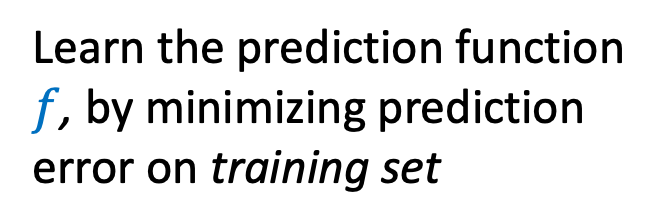 Learn the prediction function
f, by minimizing prediction
error on training set